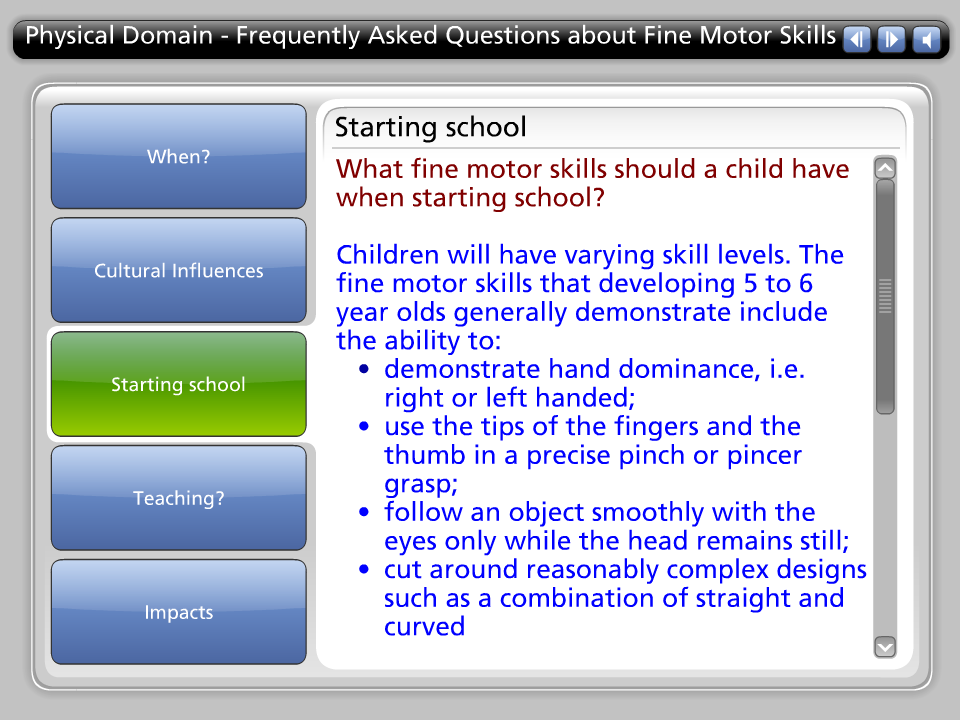 Physical Domain - Frequently Asked Questions about Fine Motor Skills
When?
Cultural Influences
Starting school
Teaching?
Impacts
Starting school
What fine motor skills should a child have
when starting school?
Children will have varying skill levels. The
fine motor skills that developing 5 to 6
year olds generally demonstrate include
the ability to:
• demonstrate hand dominance, i.e.
right or left handed;
• use the tips of the fingers and the
thumb in a precise pinch or pincer
grasp;
• follow an object smoothly with the
eyes only while the head remains still;
• cut around reasonably complex designs
such as a combination of straight and
curved